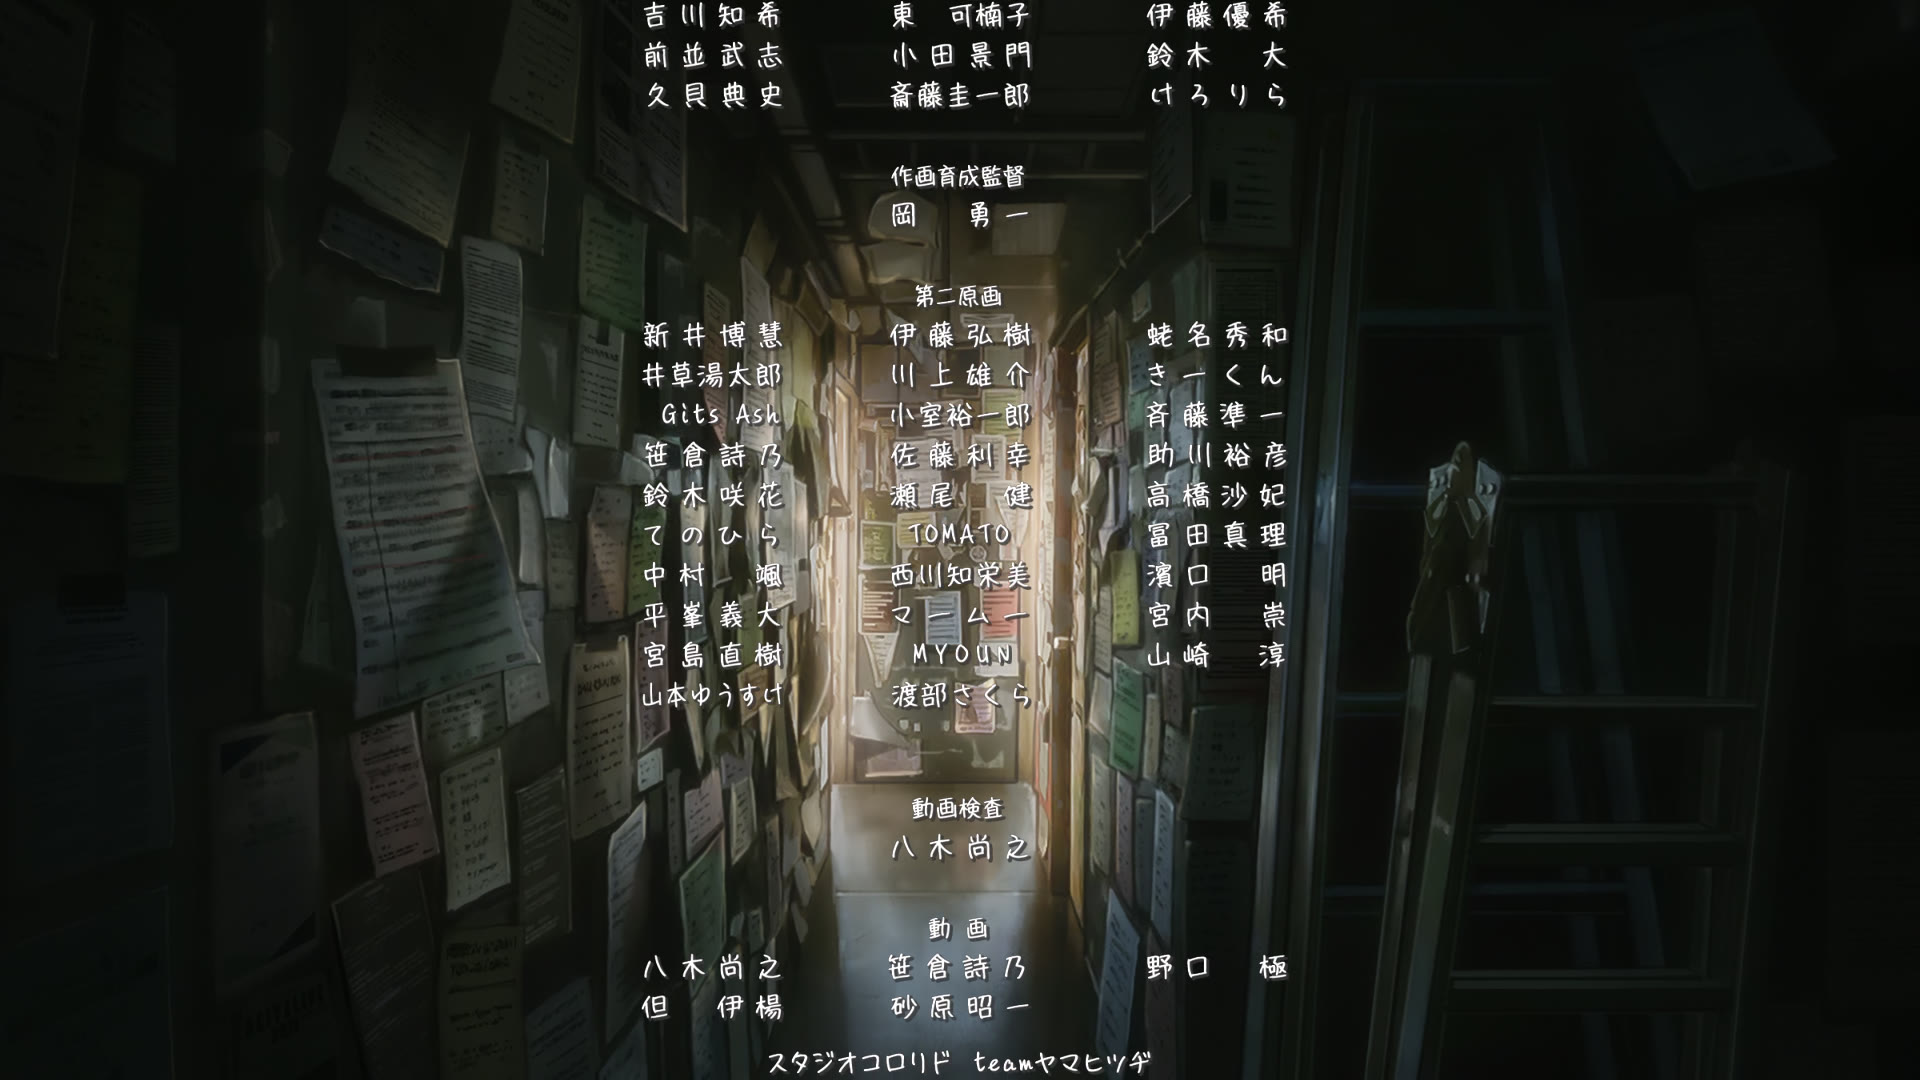 吉川知希 東 可楠子 伊藤優希
前並武志 小田景門 鈴木 大
久貝典史 斎藤圭一郎 けろりら
作画育成監督
岡 勇一
第二原画
新井博慧 伊藤弘樹 蛯名秀和
井草湯太郎 川上雄介 きーくん
Gits Ash 小室裕一郎 斉藤準一
笹倉詩乃 佐藤利幸 助川裕彦
鈴木咲花 瀬尾 健 高橋沙妃
てのひら TOMATO 冨田真理
中村 颯 西川知栄美 濱口 明
平峯義大 マームー 宮内 崇
宮島直樹 MYOUN 山崎 淳
山本ゆうすけ 渡部さくら
動画検査
八木尚之
動画
八木尚之 笹倉詩乃 野口 極
但 伊楊 砂原昭一
スタジオコロリド teamヤマヒツヂ